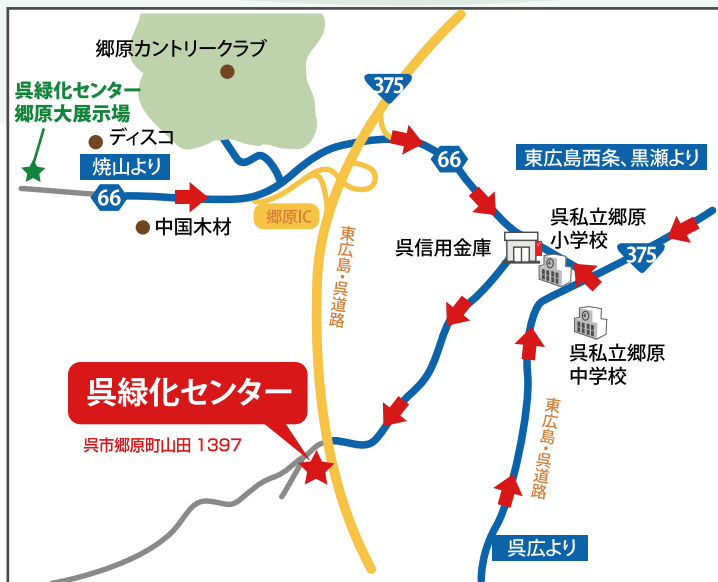 郷原カントリークラブ
375
呉緑化センター
郷原大展示場
ディスコ
焼山より
66
66
東広島西条、黒瀬より
中国木材
郷原IC
東広島・呉道路
呉信用金庫
呉私立郷原
小学校
375
呉私立郷原
中学校
呉緑化センター
呉市郷原町山田 1397
東広島・呉道路
呉広より